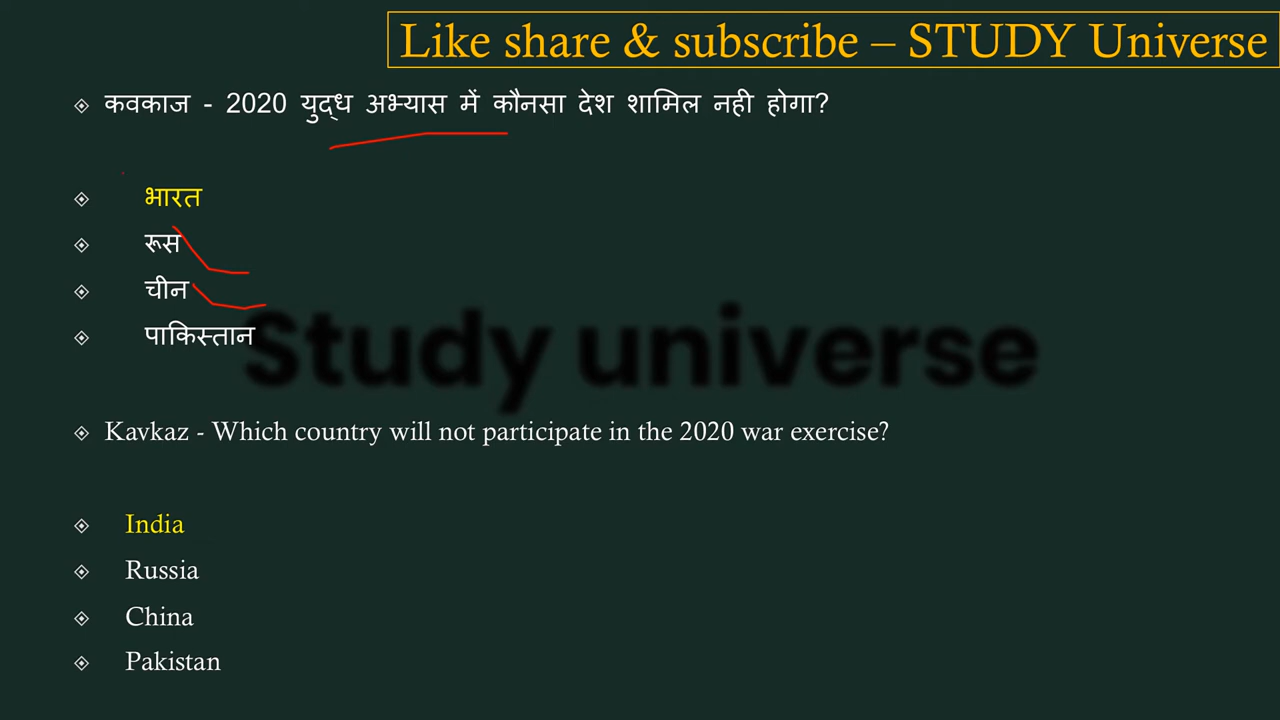 Like share & subscribe – STUDY Universe
कवकाज - 2020 युद्ध अभ्यास में कौनसा देश शामिल नही होगा?
भारत
रूस
चीन
पाकिस्तान
Study universe
Kavkaz - Which country will not participate in the 2020 war exercise?
India
Russia
China
Pakistan